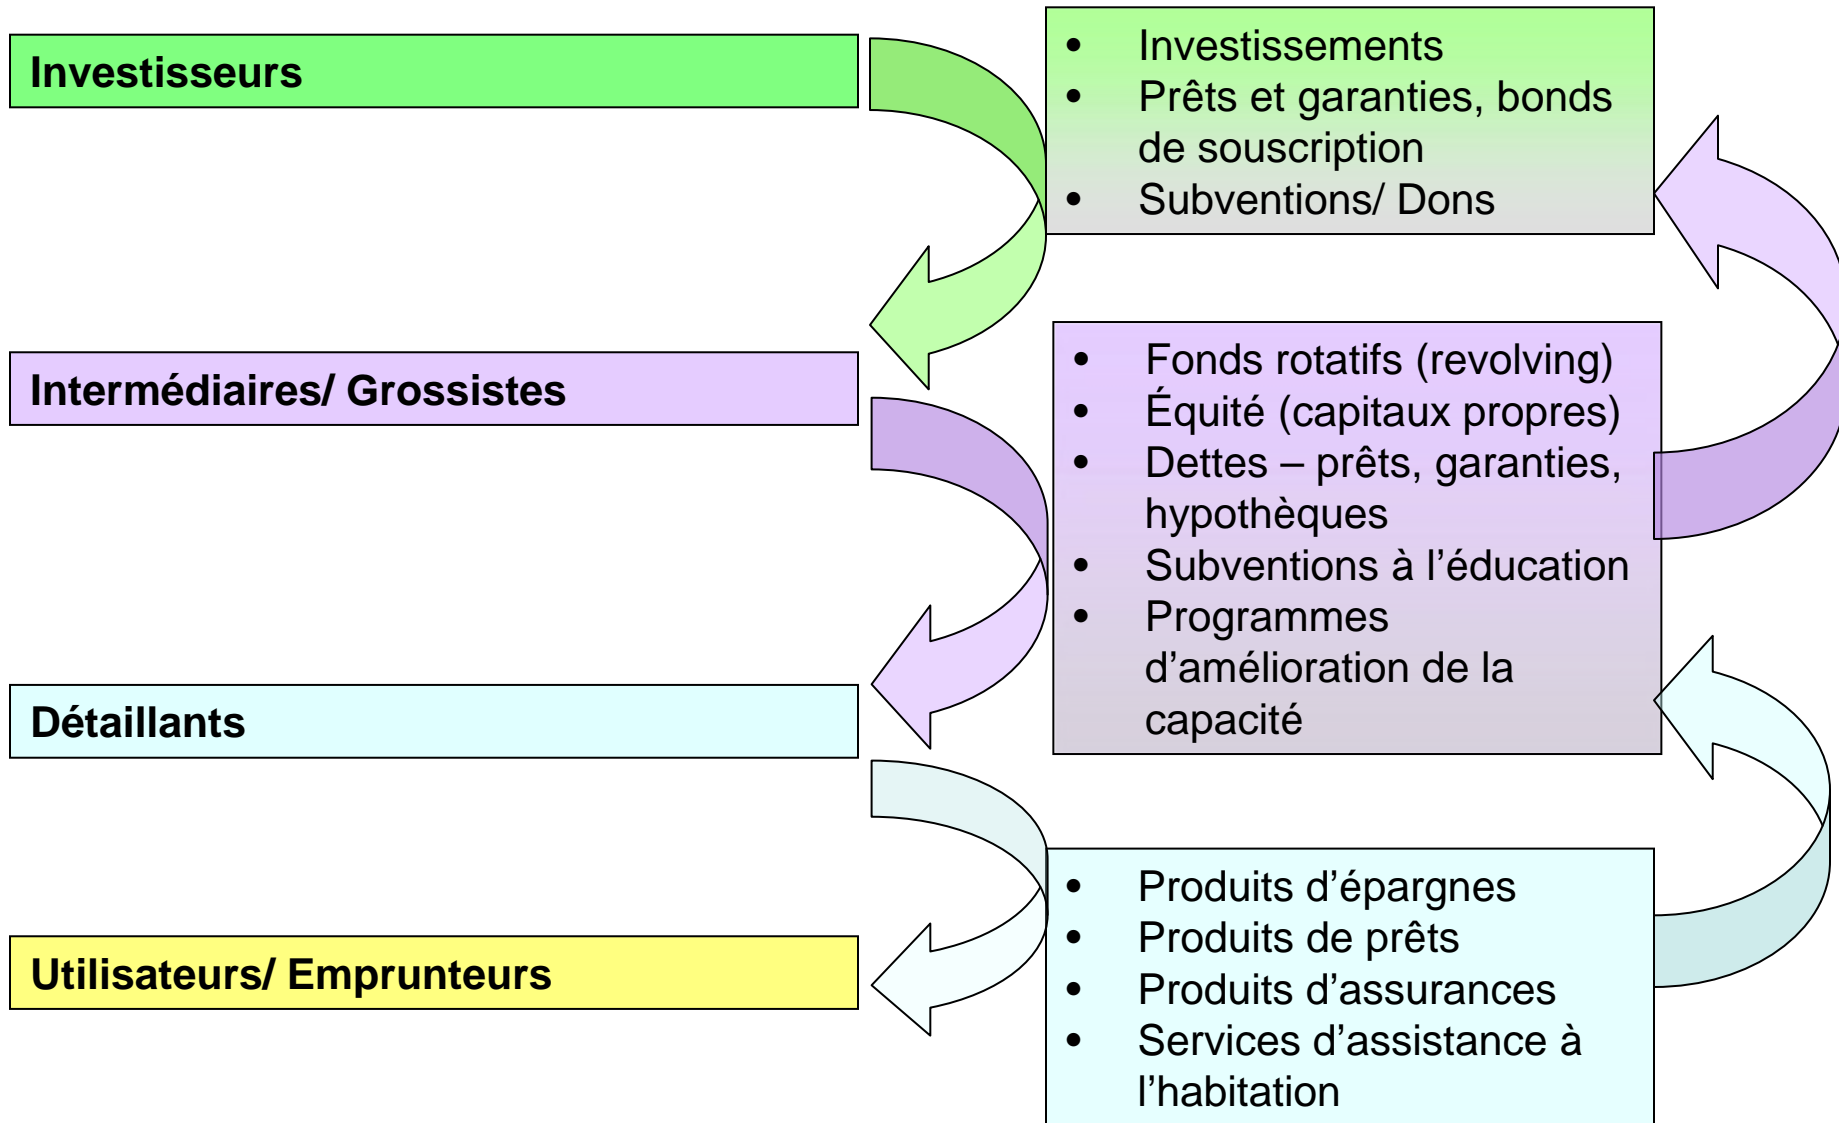 Investisseurs
• Investissements
• Prêts et garanties, bonds
de souscription
• Subventions/ Dons
Intermédiaires/ Grossistes
• Fonds rotatifs (revolving)
• Équité (capitaux propres)
• Dettes – prêts, garanties,
hypothèques
• Subventions à l’éducation
• Programmes
d’amélioration de la
capacité
Détaillants
• Produits d’épargnes
• Produits de prêts
• Produits d’assurances
• Services d’assistance à
l’habitation
Utilisateurs/ Emprunteurs